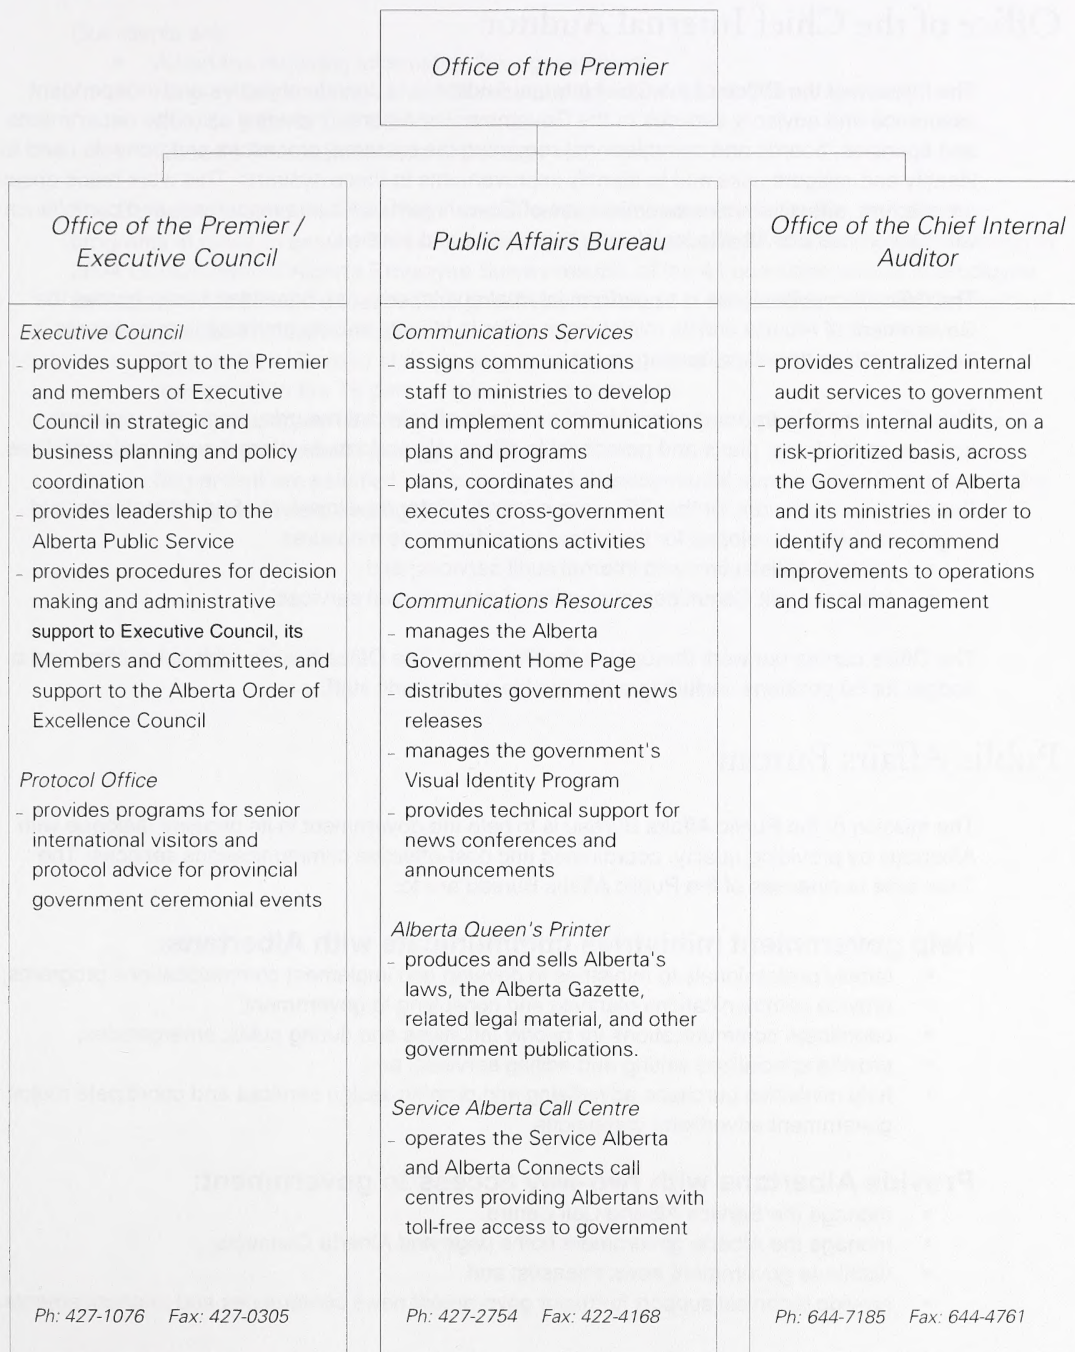 Office of the Premier
Office of the Premier /
Executive Council
Executive Council
- provides support to the Premier
and members of Executive
Council in strategic and
business planning and policy
coordination
- provides leadership to the
Alberta Public Service
- provides procedures for decision
making and administrative
support to Executive Council, its
Members and Committees, and
support to the Alberta Order of
Excellence Council
Protocol Office
- provides programs for senior
international visitors and
protocol advice for provincial
government ceremonial events
Ph: 427-1076 Fax: 427-0305
Public Affairs Bureau
Communications Services
- assigns communications
staff to ministries to develop
and implement communications
plans and programs
- plans, coordinates and
executes cross-government
communications activities
Communications Resources
- manages the Alberta
Government Home Page
- distributes government news
releases
- manages the government's
Visual Identity Program
- provides technical support for
news conferences and
announcements
Alberta Queen's Printer
- produces and sells Alberta's
laws, the Alberta Gazette,
related legal material, and other
government publications.
Service Alberta Call Centre
- operates the Service Alberta
and Alberta Connects call
centres providing Albertans with
toll-free access to government
Ph: 427-2754 Fax: 422-4168
Office of the Chief Internal
Auditor
- provides centralized internal
audit services to government
- performs internal audits, on a
risk-prioritized basis, across
the Government of Alberta
and its ministries in order to
identify and recommend
improvements to operations
and fiscal management
Ph: 644-7185 Fax: 644-4761